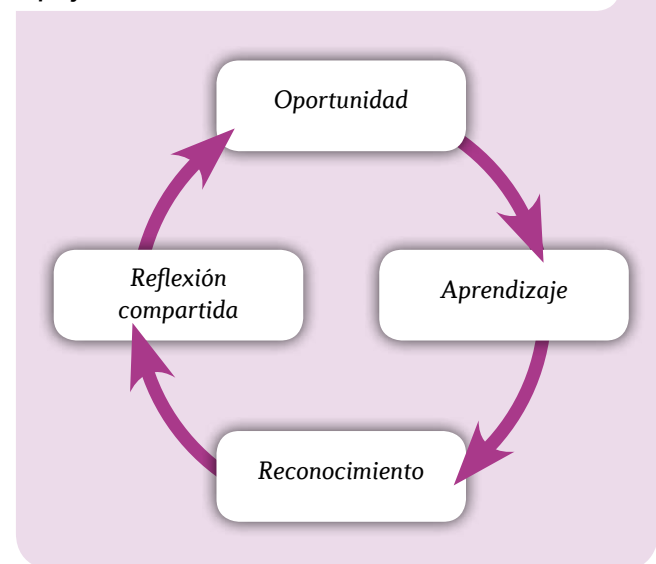 Oportunidad
Aprendizaje
Reflexión
compartida
Reconocimiento